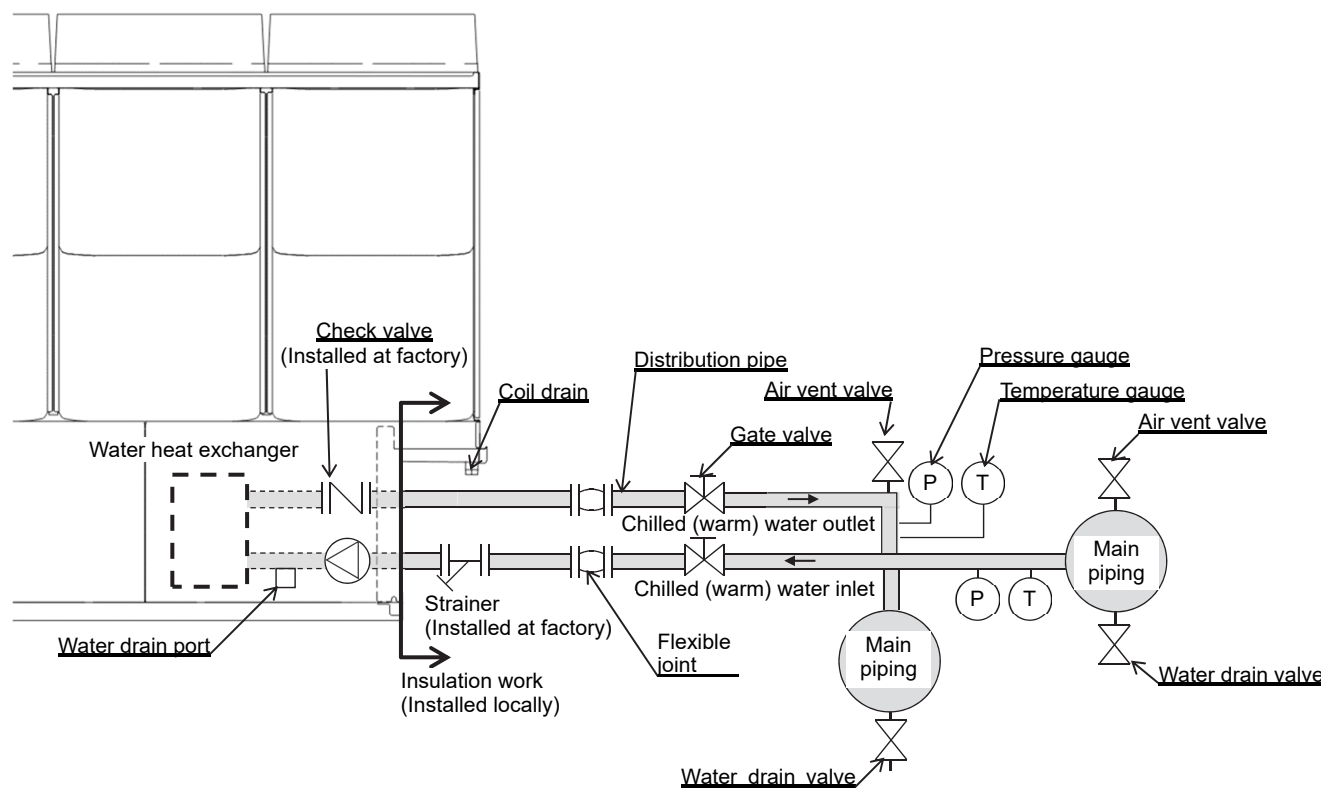 Check valve
(Installed at factory)
Water heat exchanger
Coil drain
Distribution pipe
Air vent valve
Gate valve
Pressure gauge
Temperature gauge
Air vent valve
P
T
Chilled (warm) water outlet
Main
piping
Chilled (warm) water inlet
P
T
Strainer
(Installed at factory)
Water drain port
Flexible
joint
Main
piping
Insulation work
(Installed locally)
Water drain valve
Water drain valve